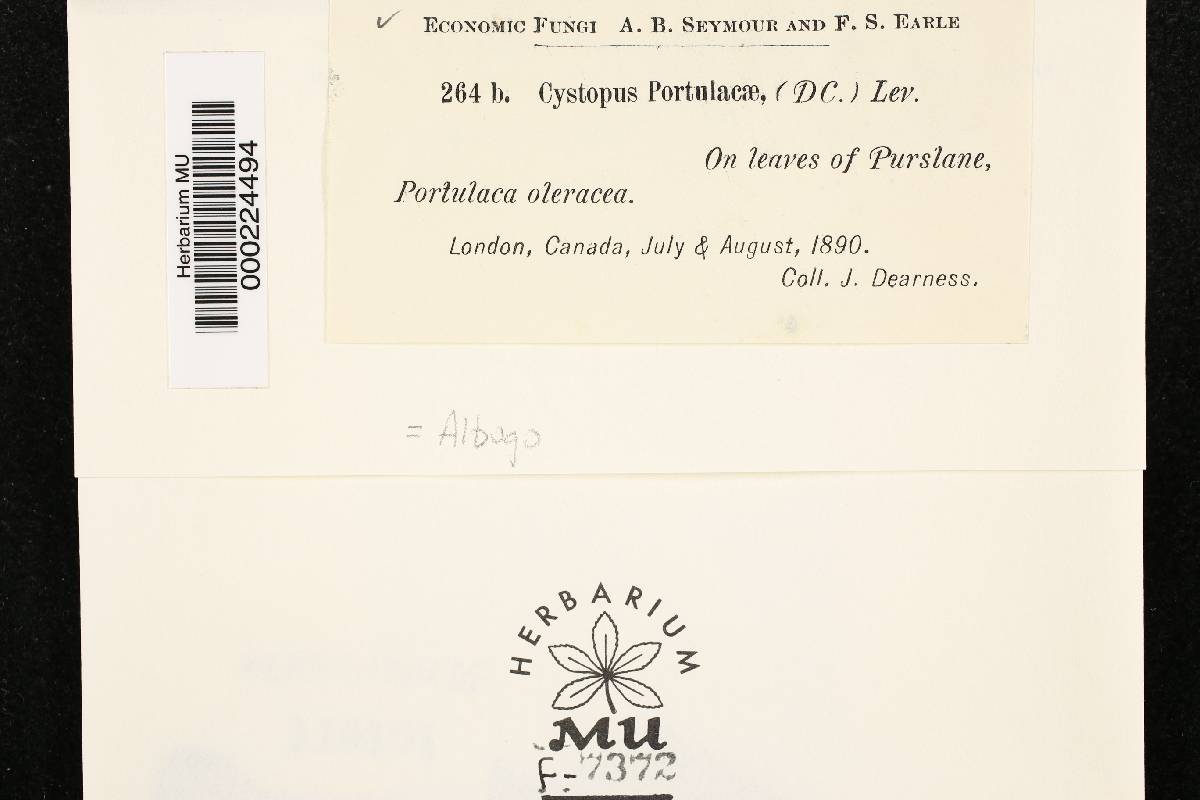 ✓ Economic Fungi A. B. Seymour and F. S. Earle
264 b. Cystopus Portulacæ, (DC.) Lev.
On leaves of Purslane,
Portulaca oleracea.
London, Canada, July & August, 1890.
Coll. J. Dearness.
Herbarium MU
000224494
= Albugo
HERBARIUM
MU
F-7372